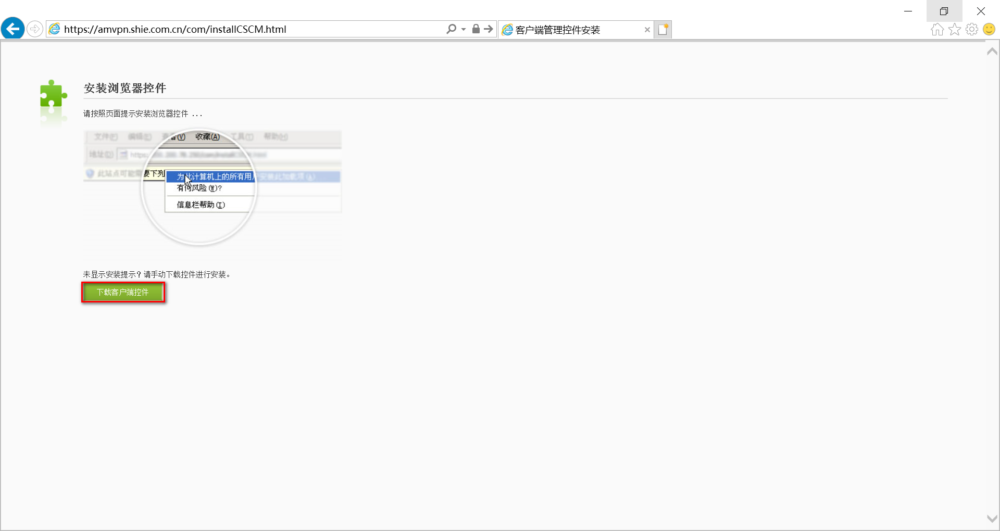 https://amvpn.shie.com.cn/com/installCSCM.html
客户端管理控件安装
安装浏览器控件
请按照页面提示安装浏览器控件 ...
文件(F) 编辑(E) 查看(V) 收藏(A) 工具(T) 帮助(H)
地址(D) https:
此站点可能需要下列
为此计算机上的所有用户安装此加载项(A)
有何风险(W)?
信息栏帮助(I)
未显示安装提示？请手动下载控件进行安装。
下载客户端控件